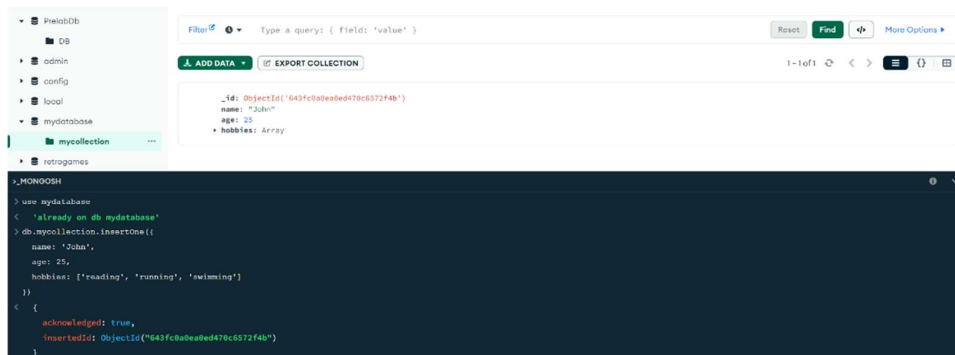 PrelabDb
DB
admin
config
local
mydatabase
mycollection
retrogames
Filter Type a query: { field: 'value' }
Reset Find </> More Options
ADD DATA EXPORT COLLECTION
1-1of1
_id: ObjectId('643fc0a0ea0ed470c6572f4b')
name: "John"
age: 25
hobbies: Array
>_MONGOSH
> use mydatabase
< 'already on db mydatabase'
> db.mycollection.insertOne({
name: 'John',
age: 25,
hobbies: ['reading', 'running', 'swimming']
})
< {
acknowledged: true,
insertedId: ObjectId("643fc0a0ea0ed470c6572f4b")
}